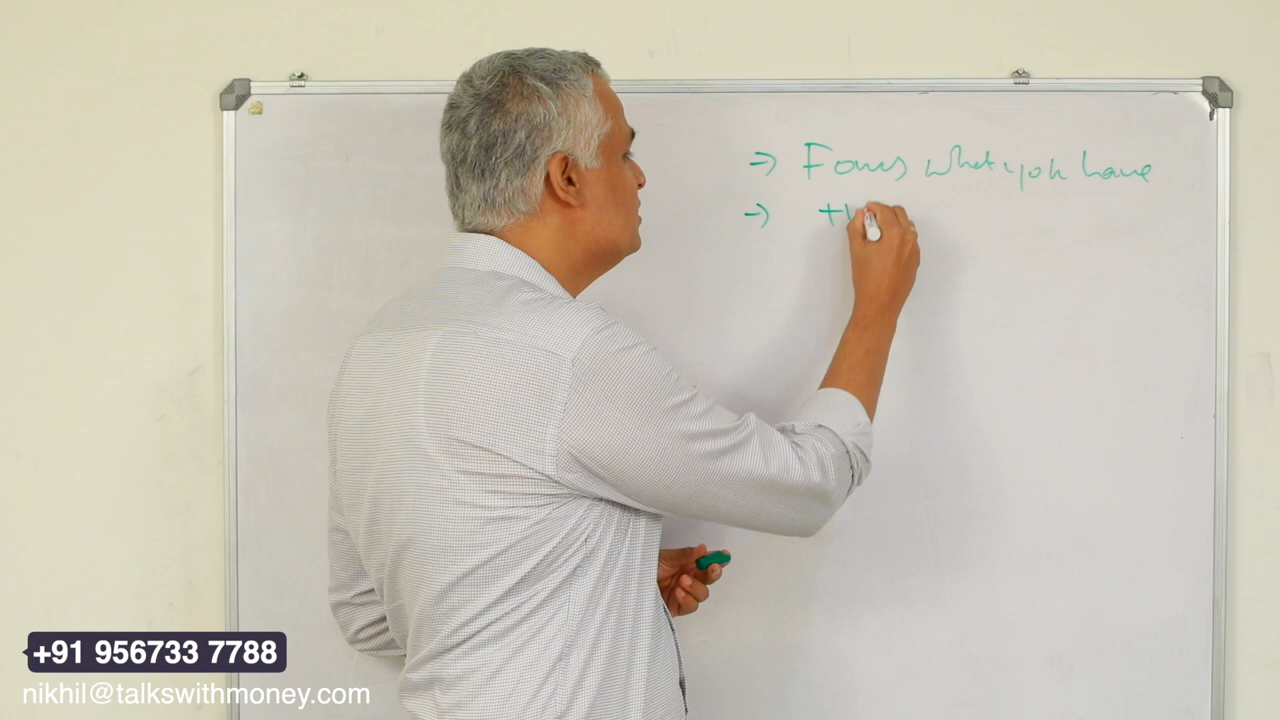 → Focus what you have
→ +
+91 956733 7788
nikhil@talkswithmoney.com